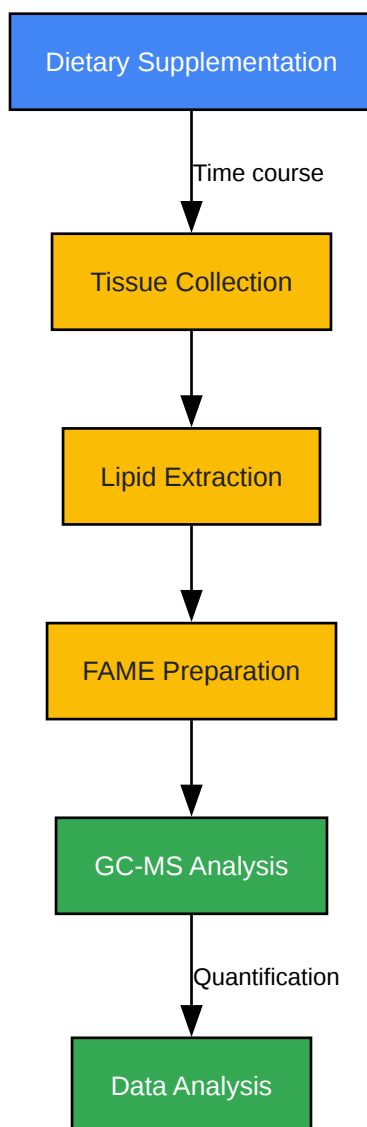 Dietary Supplementation
Time course
Tissue Collection
Lipid Extraction
FAME Preparation
GC-MS Analysis
Quantification
Data Analysis